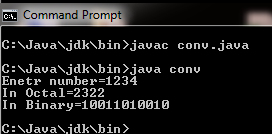 Command Prompt
C:\Java\jdk\bin>javac conv.java
C:\Java\jdk\bin>java conv
Enetr number=1234
In Octal=2322
In Binary=10011010010
C:\Java\jdk\bin>